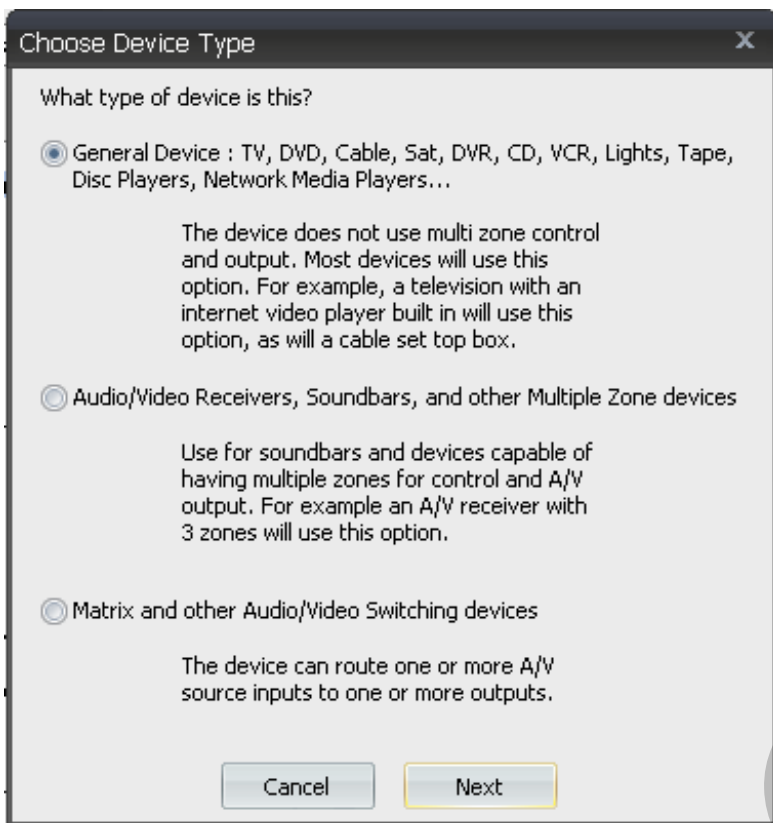 Choose Device Type
What type of device is this?
General Device : TV, DVD, Cable, Sat, DVR, CD, VCR, Lights, Tape,
Disc Players, Network Media Players...
The device does not use multi zone control
and output. Most devices will use this
option. For example, a television with an
internet video player built in will use this
option, as will a cable set top box.
Audio/Video Receivers, Soundbars, and other Multiple Zone devices
Use for soundbars and devices capable of
having multiple zones for control and A/V
output. For example an A/V receiver with
3 zones will use this option.
Matrix and other Audio/Video Switching devices
The device can route one or more A/V
source inputs to one or more outputs.
Cancel
Next